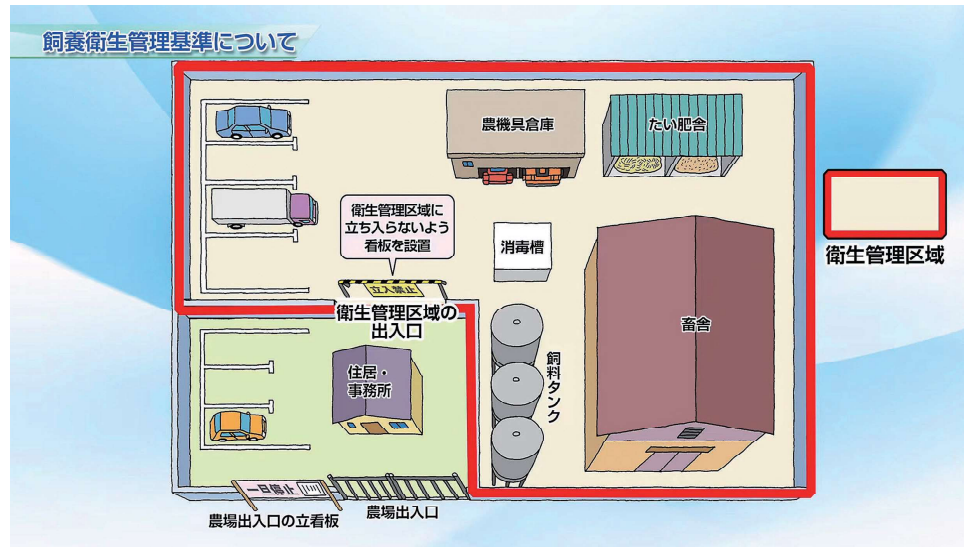 飼養衛生管理基準について
農機具倉庫
たい肥舎
衛生管理区域に
立ち入らないよう
看板を設置
消毒槽
衛生管理区域
立入禁止
衛生管理区域の
出入口
畜舎
飼料タンク
住居・
事務所
一旦停止
農場出入口の立看板
農場出入口